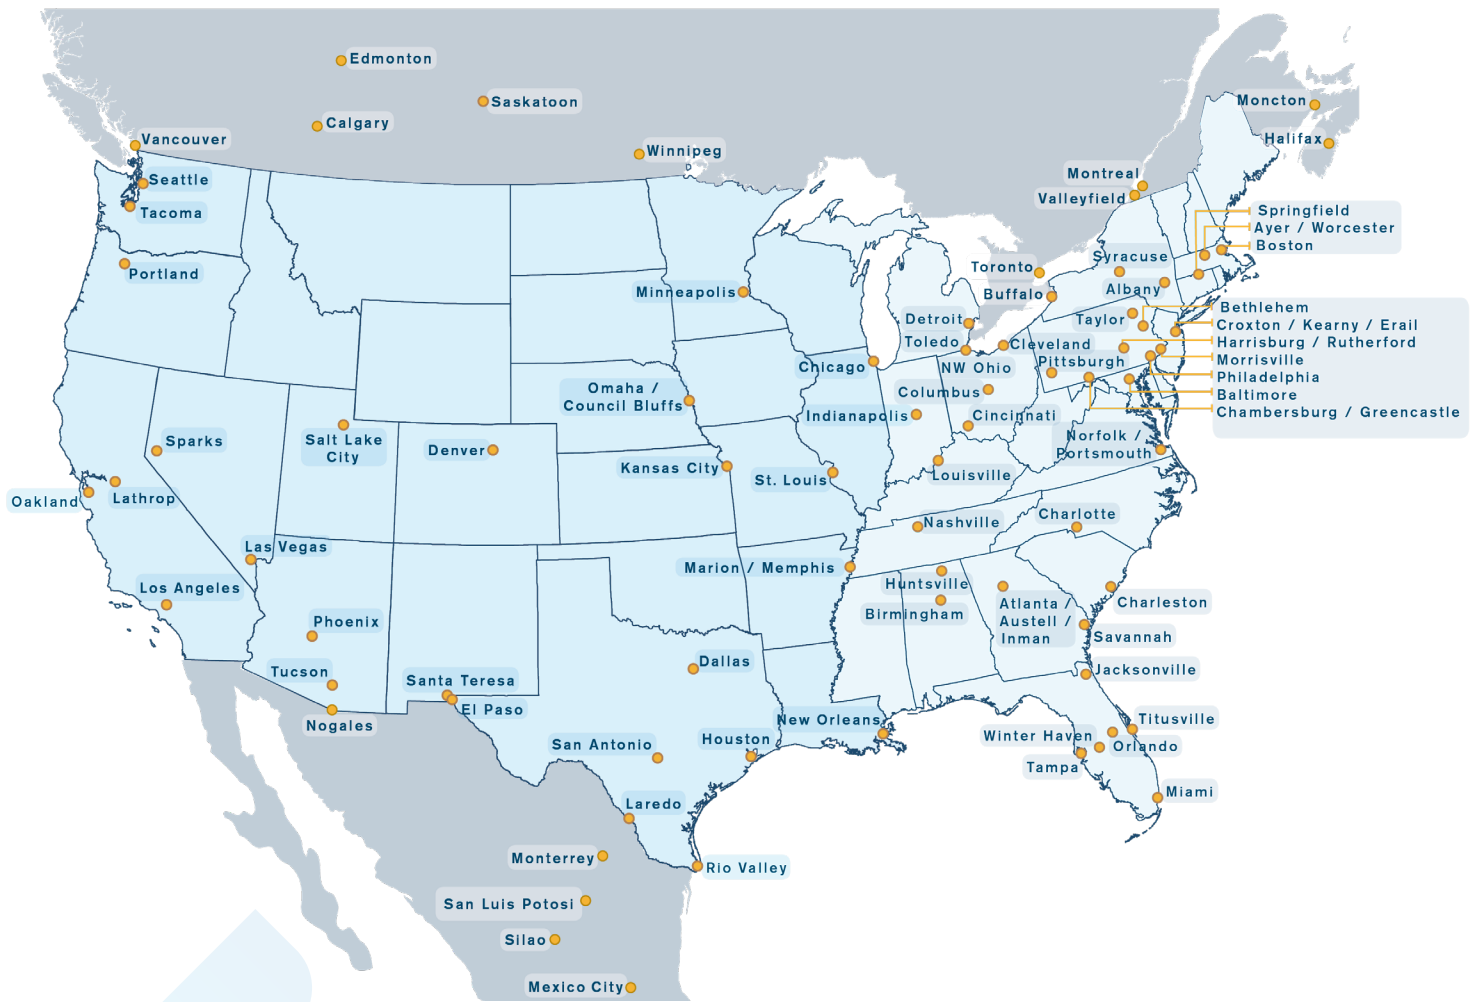 Edmonton
Saskatoon
Calgary
Moncton
Vancouver
Halifax
Winnipeg
Montreal
Seattle
Valleyfield
Tacoma
Springfield
Ayer / Worcester
Boston
Syracuse
Toronto
Portland
Albany
Buffalo
Minneapolis
Bethlehem
Detroit
Taylor
Croxton / Kearny / Erail
Toledo
Cleveland
Harrisburg / Rutherford
Pittsburgh
Morrisville
Chicago
NW Ohio
Philadelphia
Omaha /
Council Bluffs
Columbus
Baltimore
Indianapolis
Cincinnati
Chambersburg / Greencastle
Sparks
Salt Lake
City
Denver
Norfolk /
Portsmouth
Kansas City
St. Louis
Louisville
Oakland
Lathrop
Nashville
Charlotte
Las Vegas
Marion / Memphis
Los Angeles
Huntsville
Birmingham
Atlanta /
Austell /
Inman
Charleston
Phoenix
Savannah
Tucson
Dallas
Jacksonville
Santa Teresa
El Paso
Nogales
New Orleans
Titusville
San Antonio
Houston
Winter Haven
Orlando
Tampa
Laredo
Miami
Monterrey
Rio Valley
San Luis Potosi
Silao
Mexico City